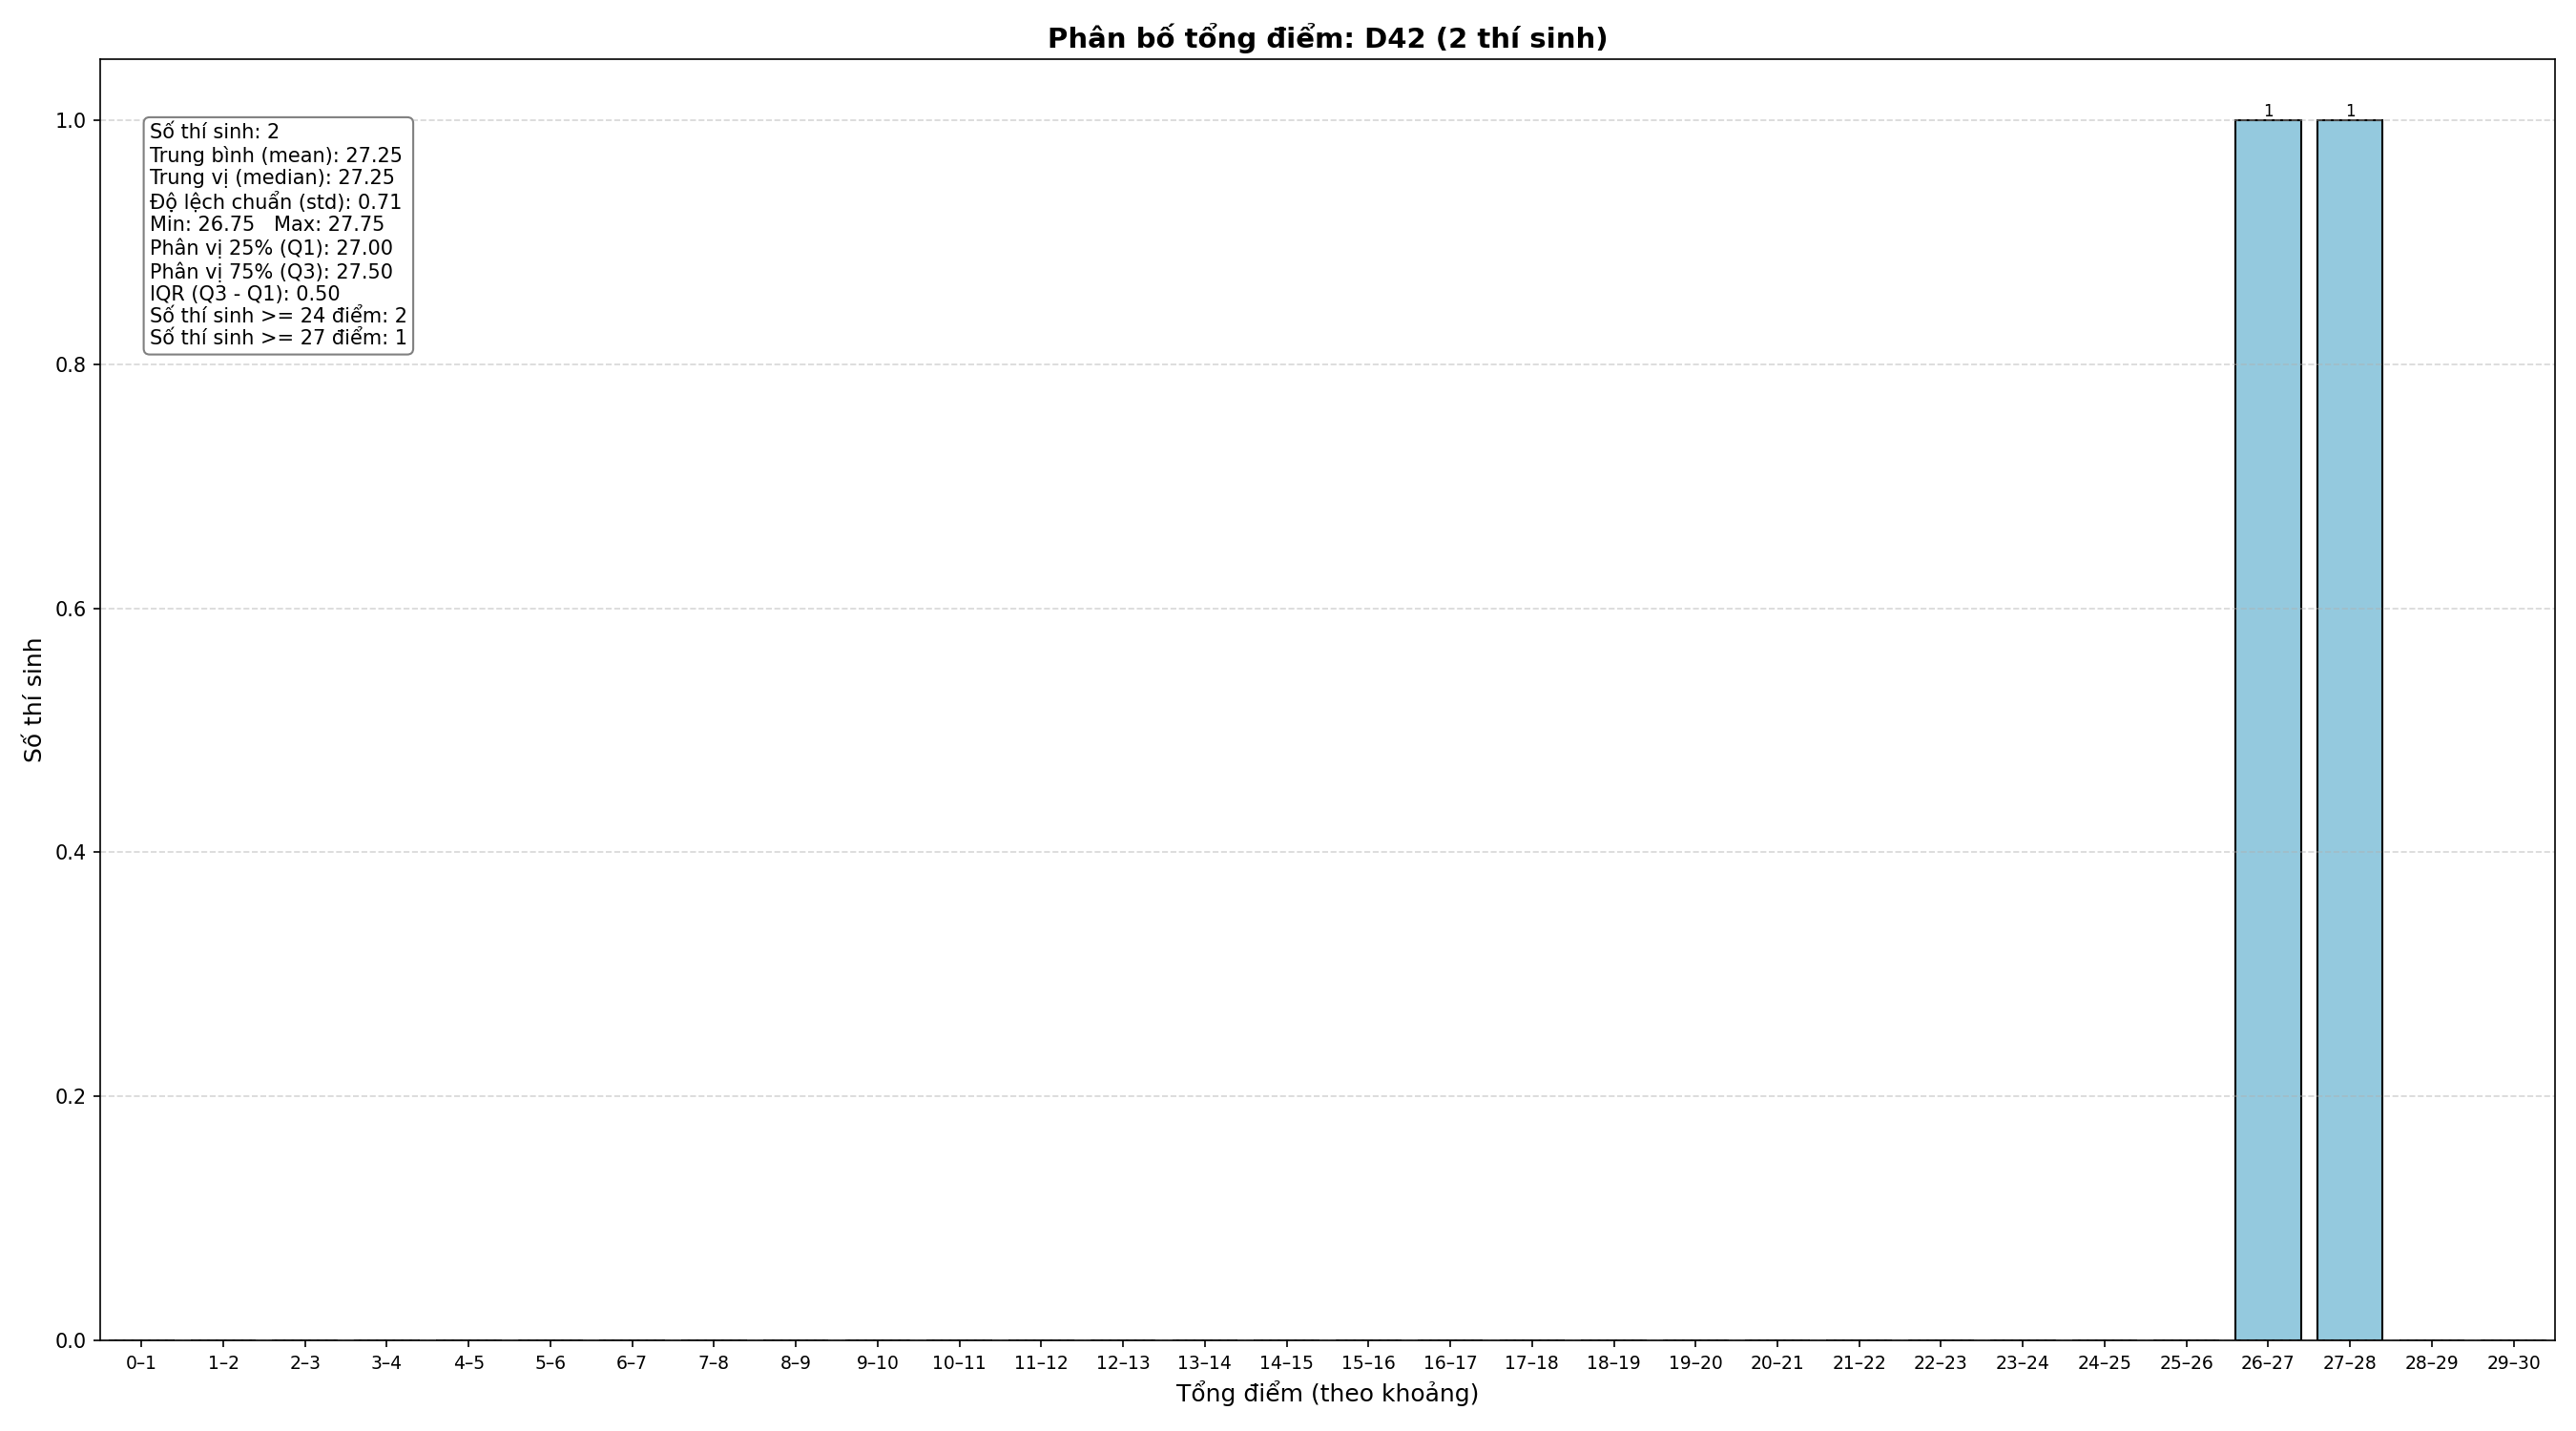 Phân bố tổng điểm: D42 (2 thí sinh)
Số thí sinh: 2
Trung bình (mean): 27.25
Trung vị (median): 27.25
Độ lệch chuẩn (std): 0.71
Min: 26.75   Max: 27.75
Phân vị 25% (Q1): 27.00
Phân vị 75% (Q3): 27.50
IQR (Q3 - Q1): 0.50
Số thí sinh >= 24 điểm: 2
Số thí sinh >= 27 điểm: 1
1 1
Số thí sinh
1.0
0.8
0.6
0.4
0.2
0.0
0–1 1–2 2–3 3–4 4–5 5–6 6–7 7–8 8–9 9–10 10–11 11–12 12–13 13–14 14–15 15–16 16–17 17–18 18–19 19–20 20–21 21–22 22–23 23–24 24–25 25–26 26–27 27–28 28–29 29–30
Tổng điểm (theo khoảng)